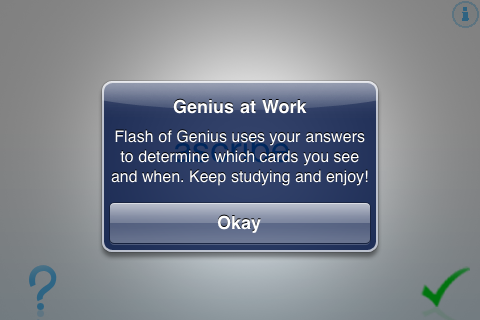 Genius at Work
Flash of Genius uses your answers
ascribe
to determine which cards you see
and when. Keep studying and enjoy!
Okay
?